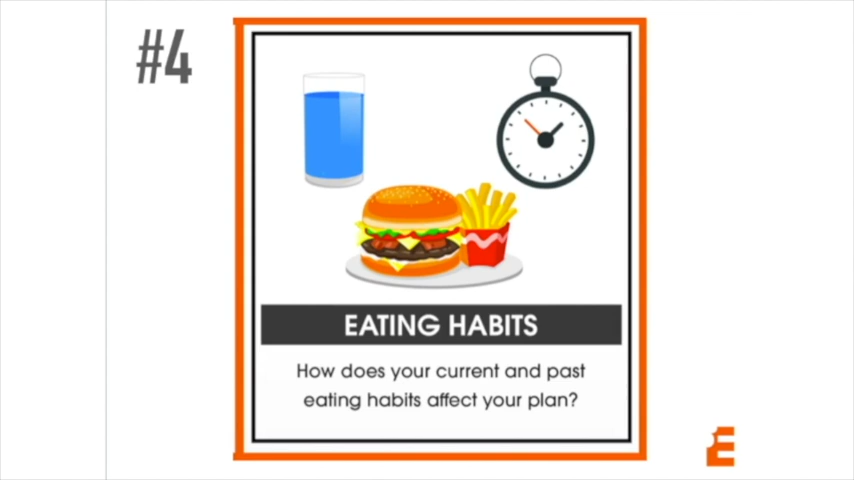 #4
EATING HABITS
How does your current and past
eating habits affect your plan?
E